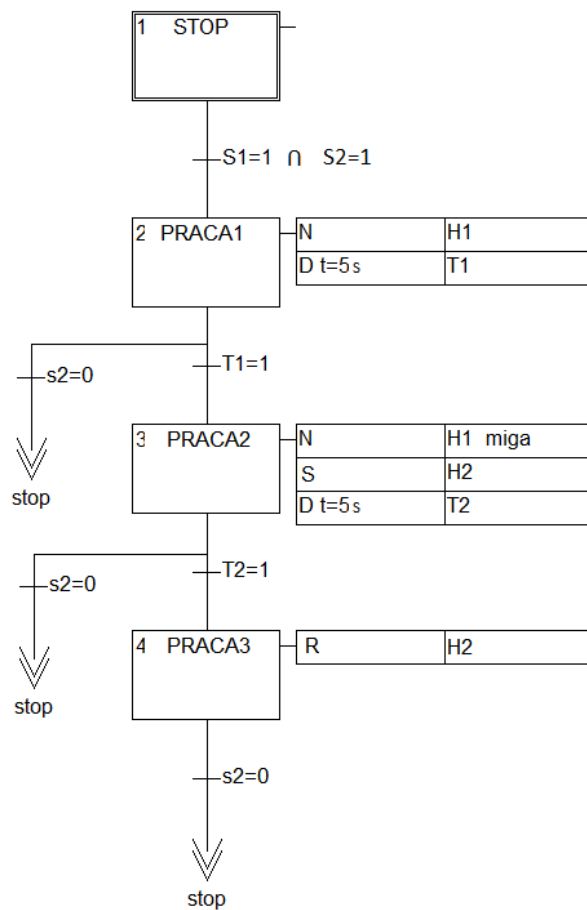 1 STOP
S1=1 ∩ S2=1
2 PRACA1
N H1
D t=5s T1
s2=0
T1=1
stop
3 PRACA2
N H1 miga
S H2
D t=5s T2
s2=0
T2=1
stop
4 PRACA3
R H2
s2=0
stop